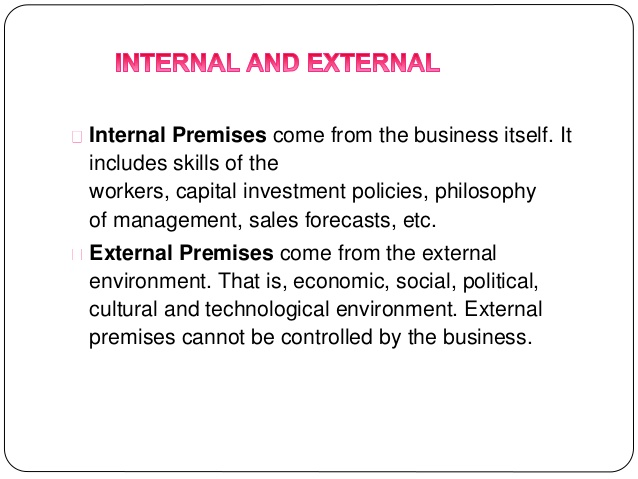 INTERNAL AND EXTERNAL
Internal Premises come from the business itself. It
includes skills of the
workers, capital investment policies, philosophy
of management, sales forecasts, etc.
External Premises come from the external
environment. That is, economic, social, political,
cultural and technological environment. External
premises cannot be controlled by the business.